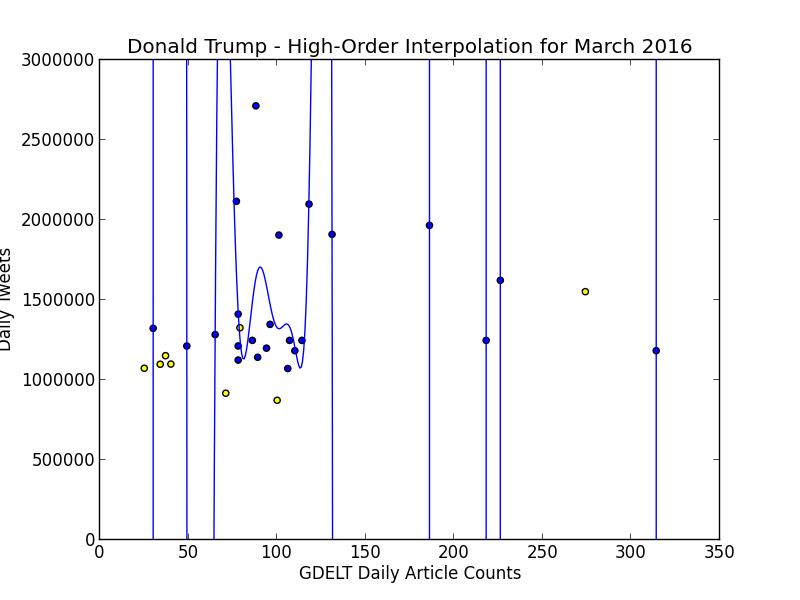 Donald Trump - High-Order Interpolation for March 2016
3000000
2500000
2000000
1500000
1000000
500000
0
Daily Tweets
0 50 100 150 200 250 300 350
GDELT Daily Article Counts